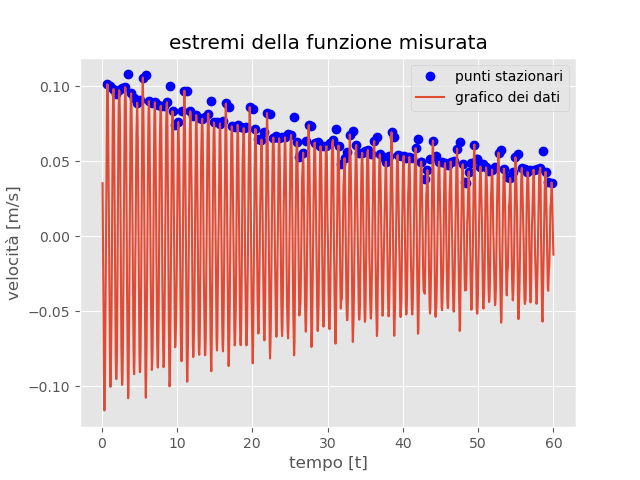 estremi della funzione misurata
punti stazionari
grafico dei dati
velocità [m/s]
0.10
0.05
0.00
−0.05
−0.10
0
10
20
30
40
50
60
tempo [t]